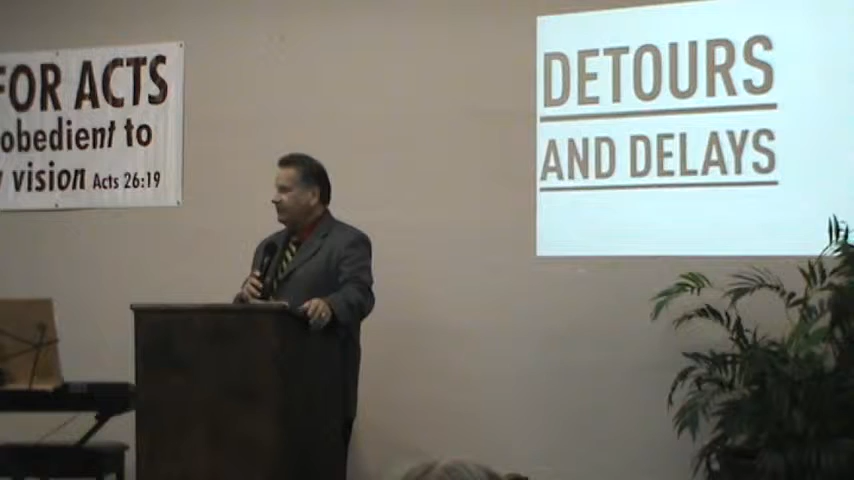 FOR ACTS
obedient to
vision Acts 26:19
DETOURS
AND DELAYS